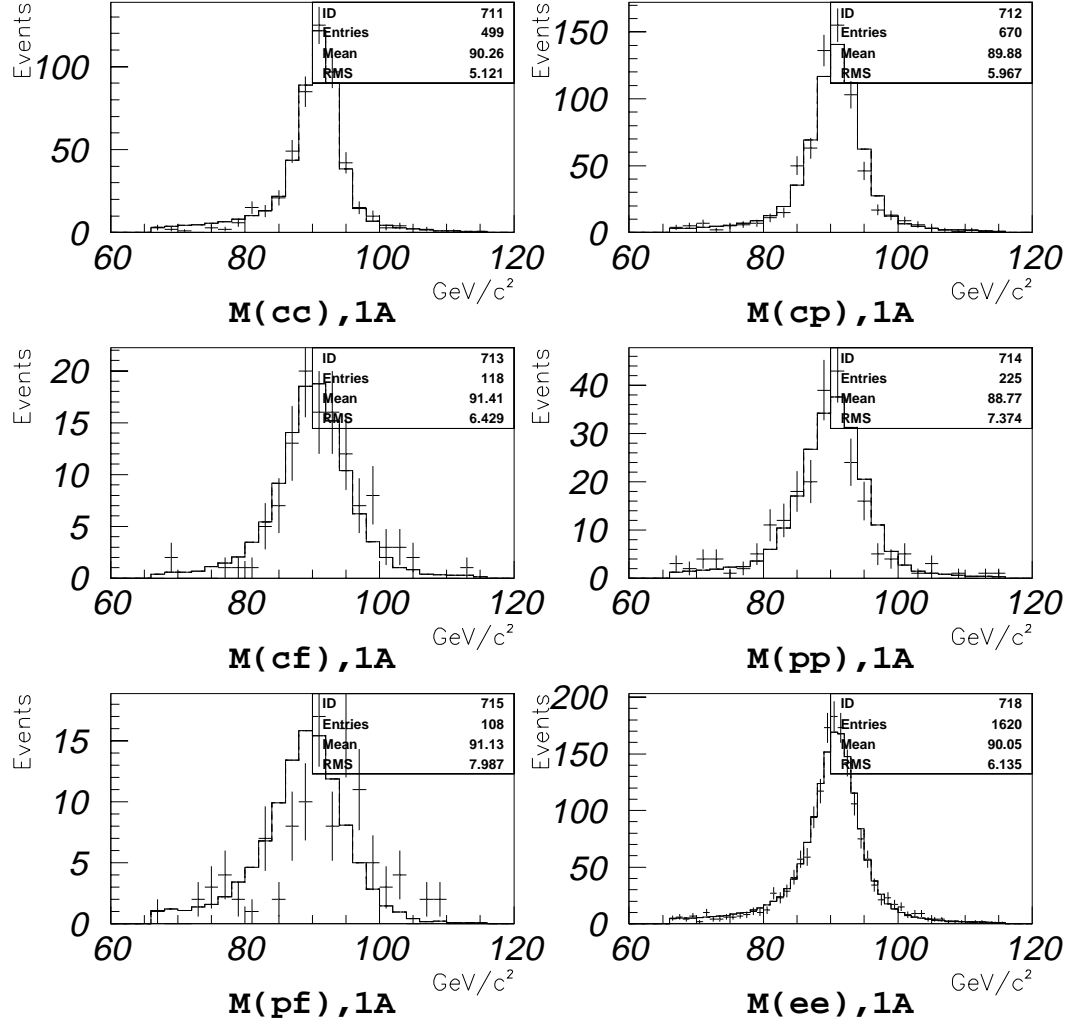 Events
ID 711
Entries 499
Mean 90.26
RMS 5.121
100
50
0
60 80 100 120
GeV/c²
M(cc),1A
Events
ID 712
Entries 670
Mean 89.88
RMS 5.967
150
100
50
0
60 80 100 120
GeV/c²
M(cp),1A
Events
ID 713
Entries 118
Mean 91.41
RMS 6.429
20
15
10
5
0
60 80 100 120
GeV/c²
M(cf),1A
Events
ID 714
Entries 225
Mean 88.77
RMS 7.374
40
30
20
10
0
60 80 100 120
GeV/c²
M(pp),1A
Events
ID 715
Entries 108
Mean 91.13
RMS 7.987
15
10
5
0
60 80 100 120
GeV/c²
M(pf),1A
Events
ID 718
Entries 1620
Mean 90.05
RMS 6.135
200
150
100
50
0
60 80 100 120
GeV/c²
M(ee),1A